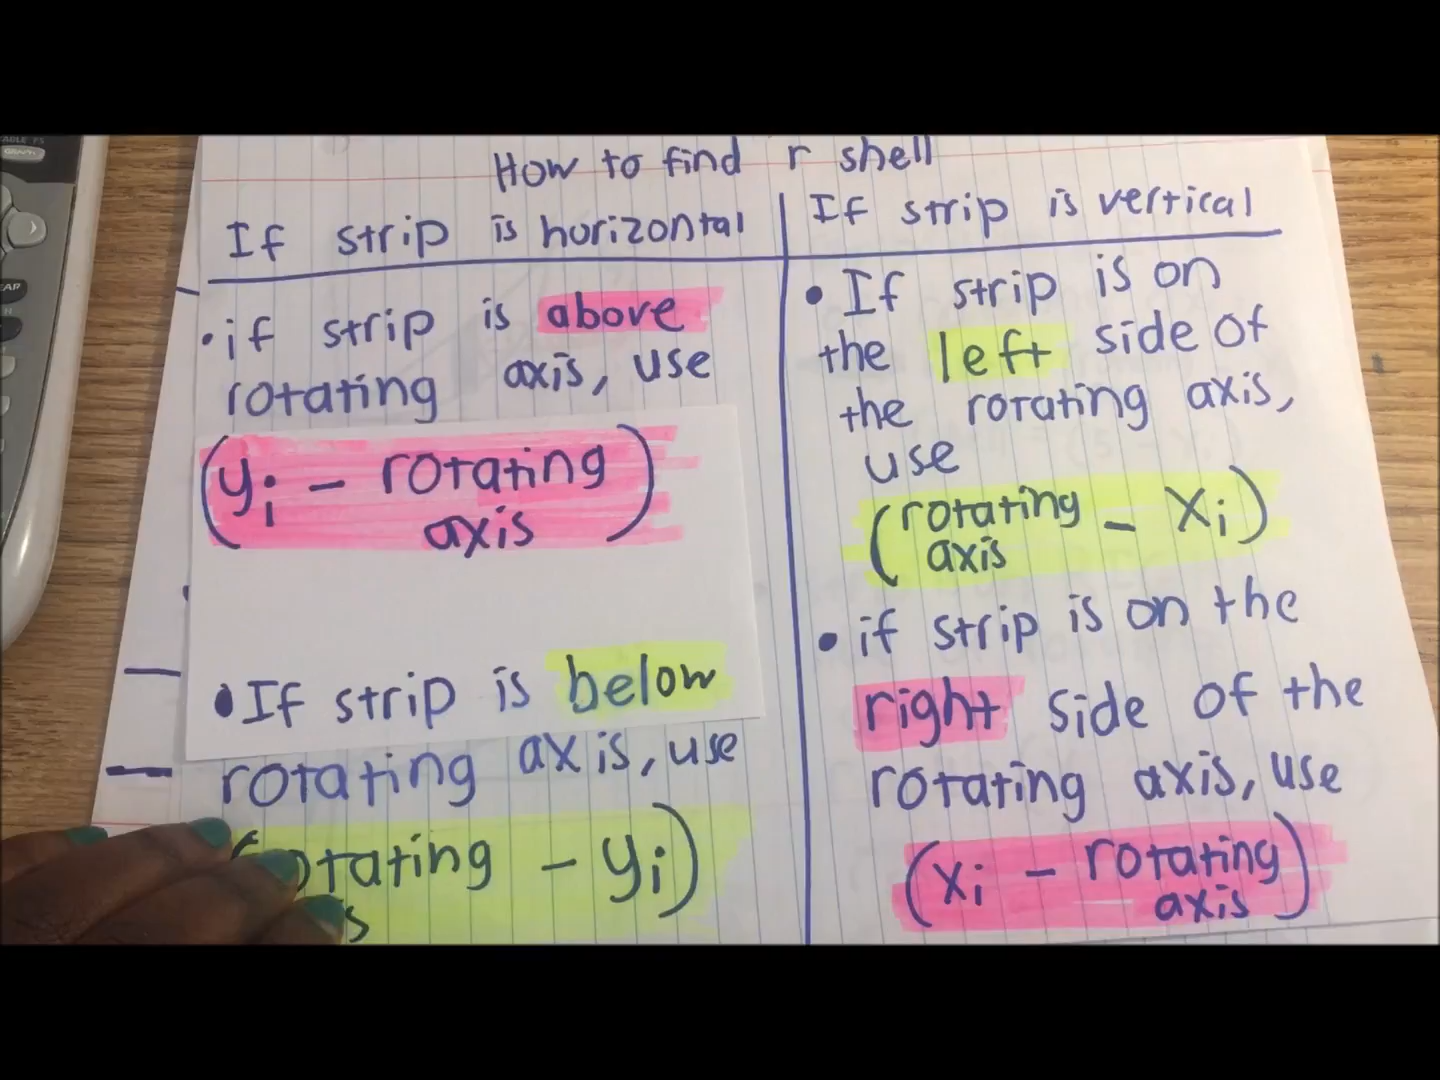 How to find r shell
If strip is horizontal
• if strip is above
rotating axis, use
(yi - rotating
axis)
• If strip is below
rotating axis, use
rotating - yi)
If strip is vertical
• If strip is on
the left side of
the rotating axis,
use
(rotating - xi)
axis
• if strip is on the
right side of the
rotating axis, use
(xi - rotating
axis)